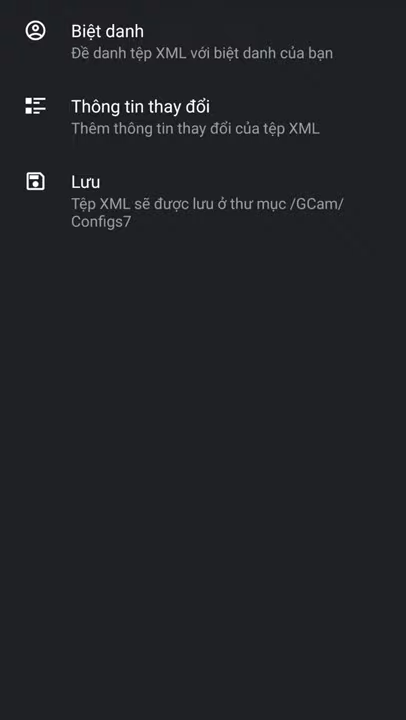 Biệt danh
Đề danh tệp XML với biệt danh của bạn
Thông tin thay đổi
Thêm thông tin thay đổi của tệp XML
Lưu
Tệp XML sẽ được lưu ở thư mục /GCam/
Configs7